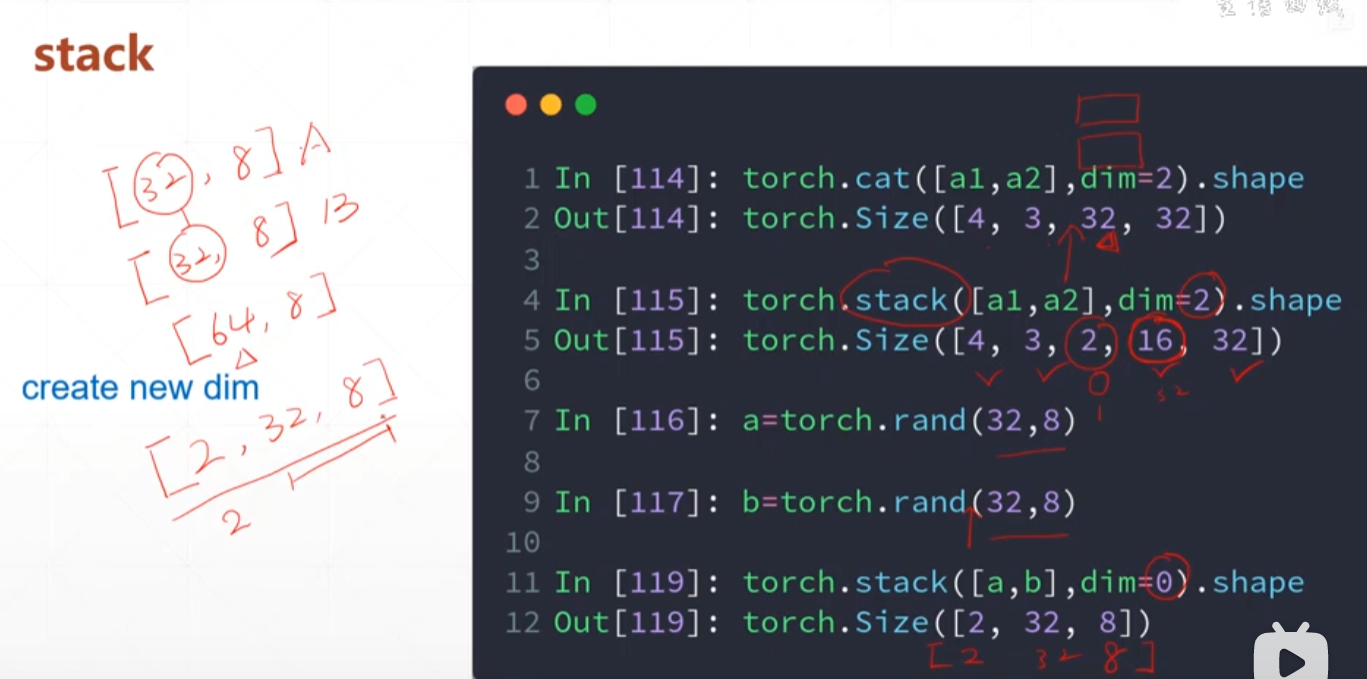 stack
[32, 8] A
[32, 8] B
[64, 8]
create new dim
[2, 32, 8]
2
1 In [114]: torch.cat([a1,a2],dim=2).shape
2 Out[114]: torch.Size([4, 3, 32, 32])
3
4 In [115]: torch.stack([a1,a2],dim=2).shape
5 Out[115]: torch.Size([4, 3, 2, 16, 32])
0
32
1
6
7 In [116]: a=torch.rand(32,8)
8
9 In [117]: b=torch.rand(32,8)
10
11 In [119]: torch.stack([a,b],dim=0).shape
12 Out[119]: torch.Size([2, 32, 8])
[2 32 8]